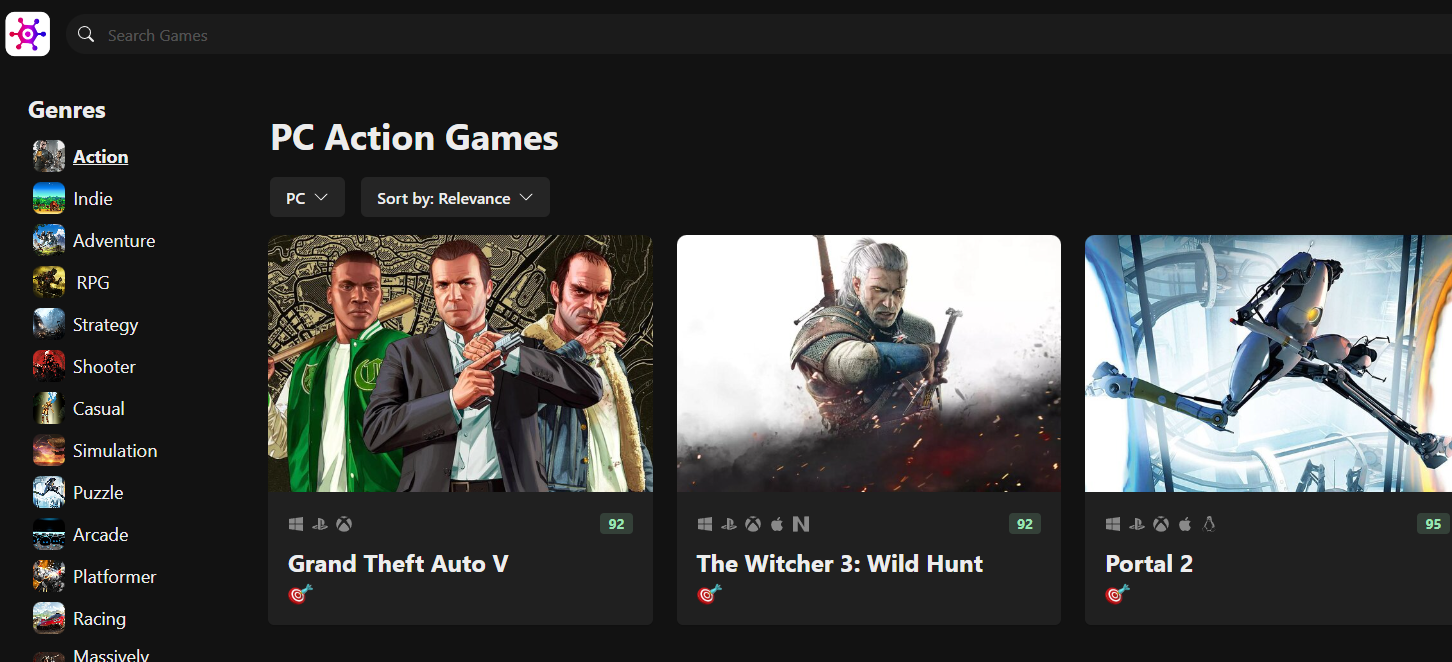 Search Games
Genres
Action
Indie
Adventure
RPG
Strategy
Shooter
Casual
Simulation
Puzzle
Arcade
Platformer
Racing
Massively
PC Action Games
PC
Sort by: Relevance
92
Grand Theft Auto V
92
The Witcher 3: Wild Hunt
95
Portal 2